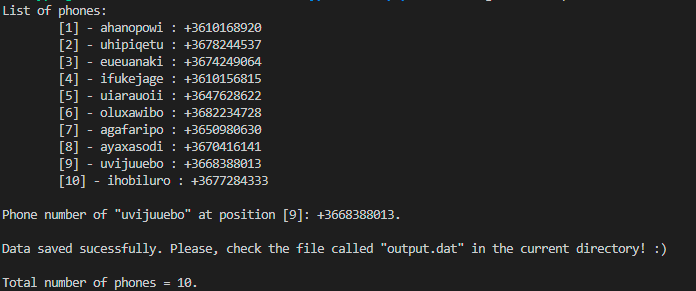 List of phones:
[1] - ahanopowi : +3610168920
[2] - uhipiqetu : +3678244537
[3] - eueuanaki : +3674249064
[4] - ifukejage : +3610156815
[5] - uiarauoii : +3647628622
[6] - oluxawibo : +3682234728
[7] - agafaripo : +3650980630
[8] - ayaxasodi : +3670416141
[9] - uvijuuebo : +3668388013
[10] - ihobiluro : +3677284333
Phone number of "uvijuuebo" at position [9]: +3668388013.
Data saved sucessfully. Please, check the file called "output.dat" in the current directory! :)
Total number of phones = 10.